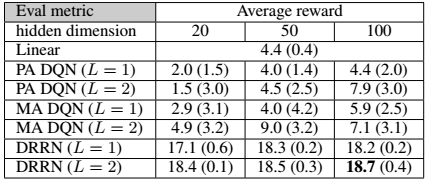 Eval metric Average reward
hidden dimension 20 50 100
Linear 4.4 (0.4)
PA DQN (L = 1) 2.0 (1.5) 4.0 (1.4) 4.4 (2.0)
PA DQN (L = 2) 1.5 (3.0) 4.5 (2.5) 7.9 (3.0)
MA DQN (L = 1) 2.9 (3.1) 4.0 (4.2) 5.9 (2.5)
MA DQN (L = 2) 4.9 (3.2) 9.0 (3.2) 7.1 (3.1)
DRRN (L = 1) 17.1 (0.6) 18.3 (0.2) 18.2 (0.2)
DRRN (L = 2) 18.4 (0.1) 18.5 (0.3) 18.7 (0.4)